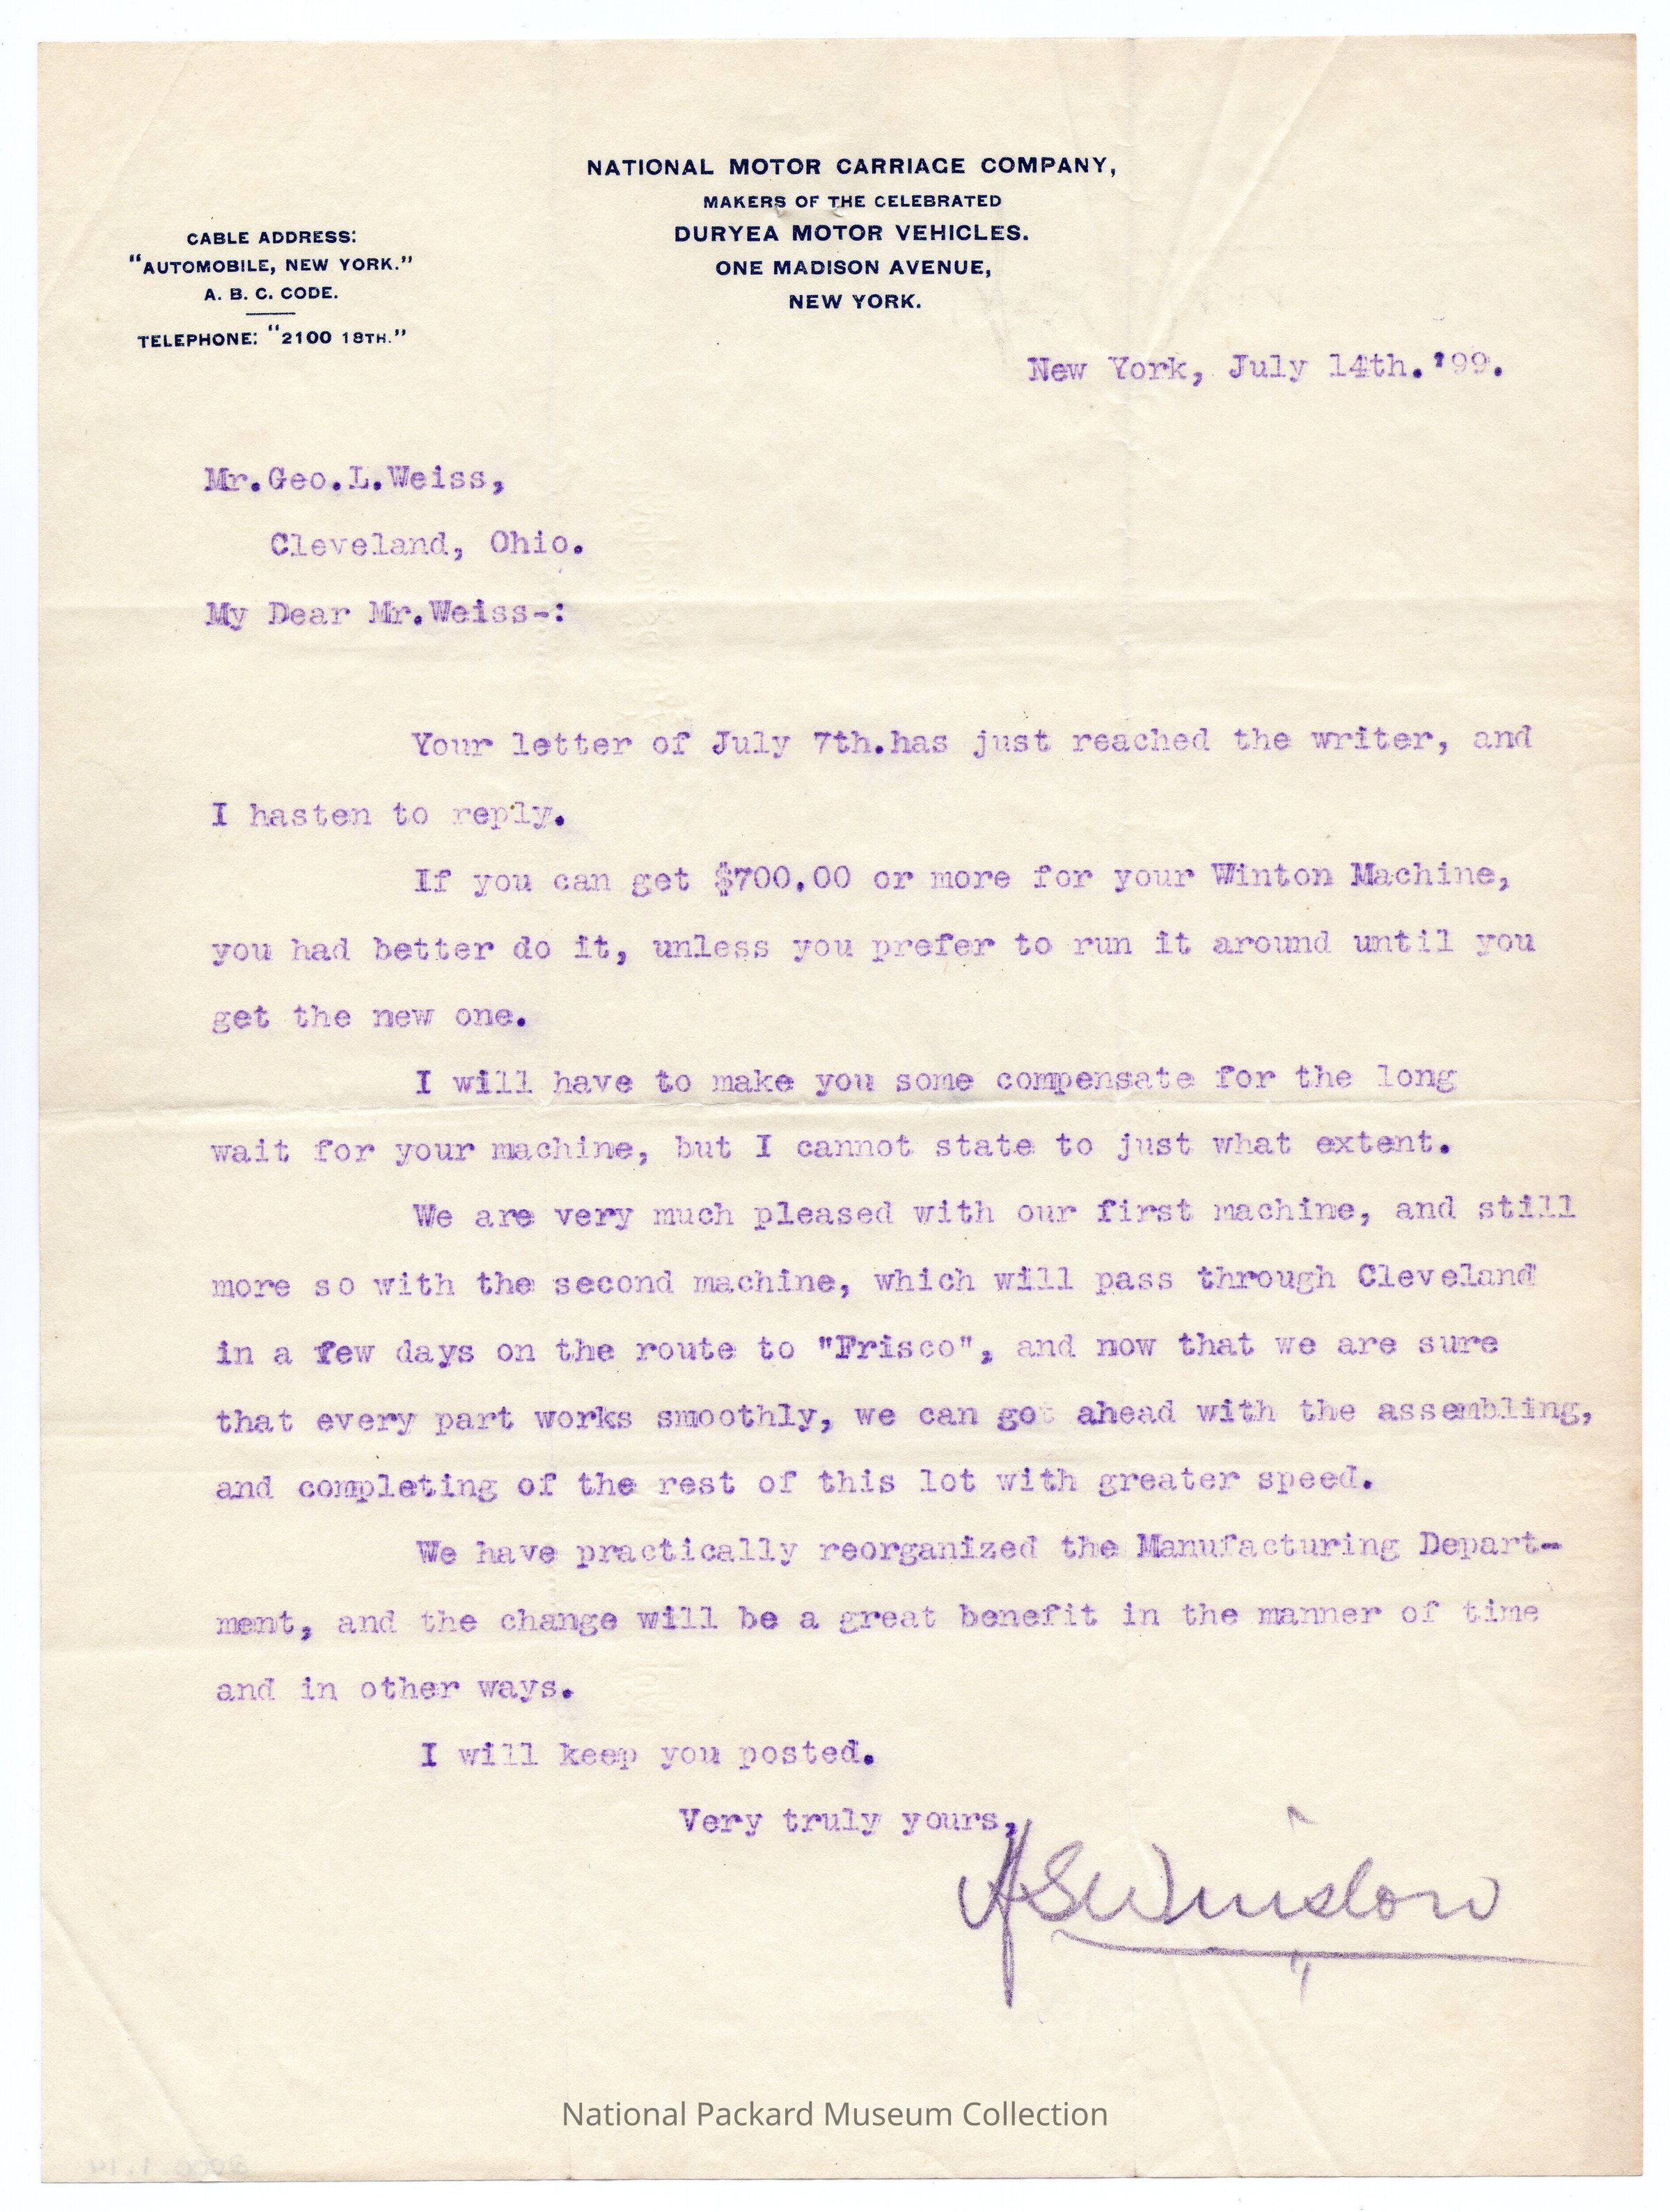 NATIONAL MOTOR CARRIAGE COMPANY,
MAKERS OF THE CELEBRATED
DURYEA MOTOR VEHICLES.
ONE MADISON AVENUE,
NEW YORK.
CABLE ADDRESS:
"AUTOMOBILE, NEW YORK."
A. B. C. CODE.
TELEPHONE: "2100 18TH."
New York, July 14th.'99.
Mr.Geo.L.Weiss,
Cleveland, Ohio.
My Dear Mr.Weiss-:
Your letter of July 7th.has just reached the writer, and
I hasten to reply.
If you can get $700.00 or more for your Winton Machine,
you had better do it, unless you prefer to run it around until you
get the new one.
I will have to make you some compensate for the long
wait for your machine, but I cannot state to just what extent.
We are very much pleased with our first machine, and still
more so with the second machine, which will pass through Cleveland
in a few days on the route to "Frisco", and now that we are sure
that every part works smoothly, we can got ahead with the assembling,
and completing of the rest of this lot with greater speed.
We have practically reorganized the Manufacturing Depart-
ment, and the change will be a great benefit in the manner of time
and in other ways.
I will keep you posted.
Very truly yours,
ASWinslow
National Packard Museum Collection